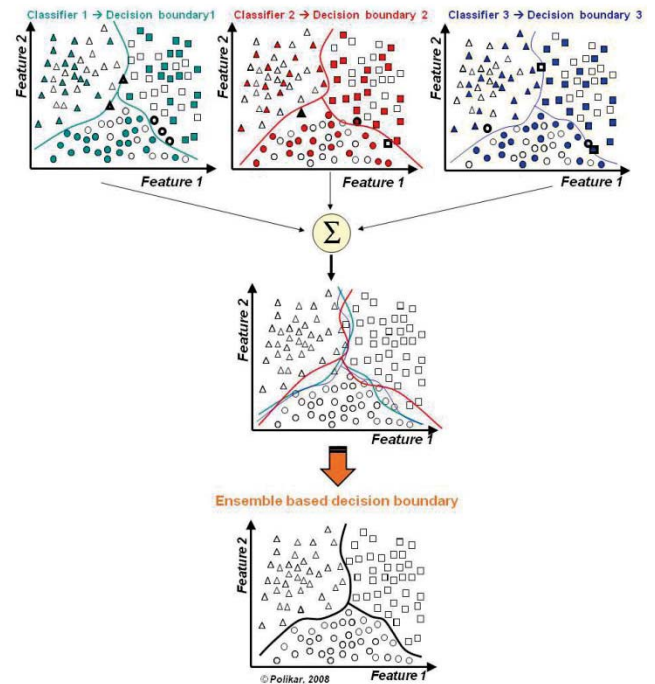 Classifier 1 → Decision boundary1
Classifier 2 → Decision boundary 2
Classifier 3 → Decision boundary 3
Feature 2
Feature 1
Feature 2
Feature 1
Feature 2
Feature 1
Σ
Feature 2
Feature 1
Ensemble based decision boundary
Feature 2
Feature 1
© Polikar, 2008